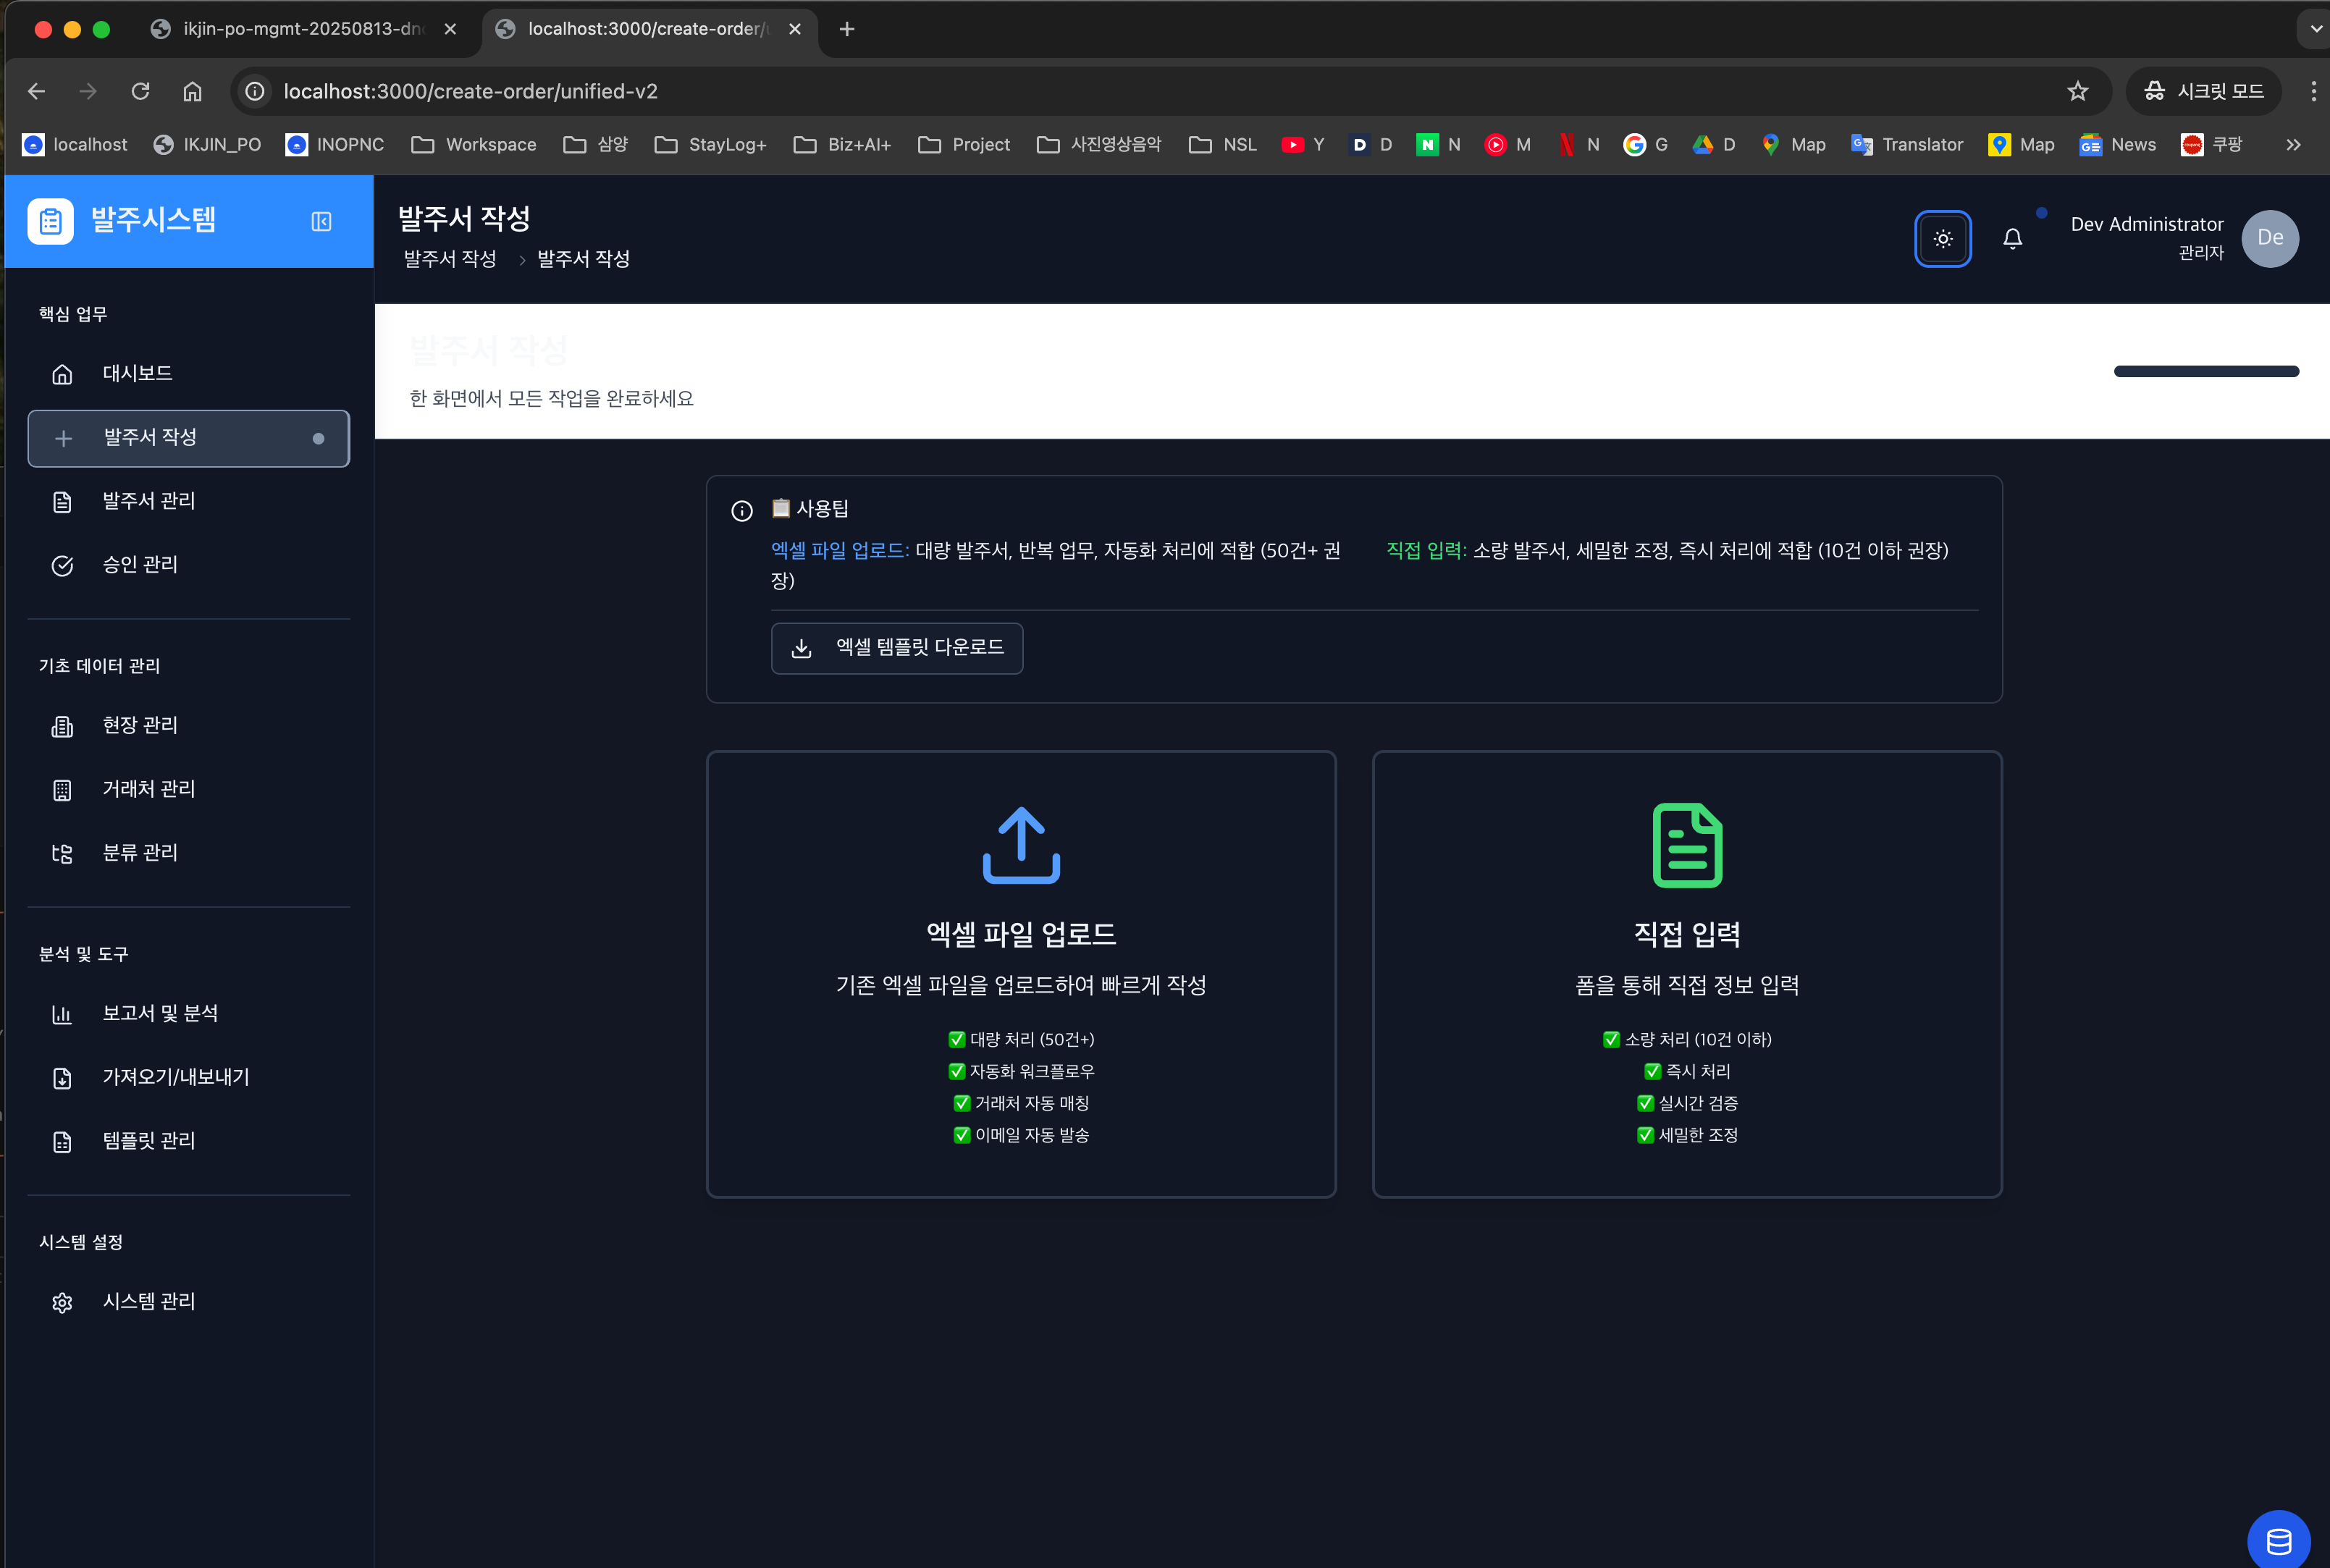 ikjin-po-mgmt-20250813-dn
localhost:3000/create-order/
localhost:3000/create-order/unified-v2
시크릿 모드
localhost
IKJIN_PO
INOPNC
Workspace
삼양
StayLog+
Biz+AI+
Project
사진영상음악
NSL
Y
D
N
M
N
G
D
Map
Translator
Map
News
쿠팡
발주시스템
발주서 작성
발주서 작성 > 발주서 작성
Dev Administrator
관리자
De
핵심 업무
대시보드
발주서 작성
발주서 관리
승인 관리
기초 데이터 관리
현장 관리
거래처 관리
분류 관리
분석 및 도구
보고서 및 분석
가져오기/내보내기
템플릿 관리
시스템 설정
시스템 관리
발주서 작성
한 화면에서 모든 작업을 완료하세요
📋 사용팁
엑셀 파일 업로드: 대량 발주서, 반복 업무, 자동화 처리에 적합 (50건+ 권
장)
직접 입력: 소량 발주서, 세밀한 조정, 즉시 처리에 적합 (10건 이하 권장)
엑셀 템플릿 다운로드
엑셀 파일 업로드
기존 엑셀 파일을 업로드하여 빠르게 작성
✅ 대량 처리 (50건+)
✅ 자동화 워크플로우
✅ 거래처 자동 매칭
✅ 이메일 자동 발송
직접 입력
폼을 통해 직접 정보 입력
✅ 소량 처리 (10건 이하)
✅ 즉시 처리
✅ 실시간 검증
✅ 세밀한 조정